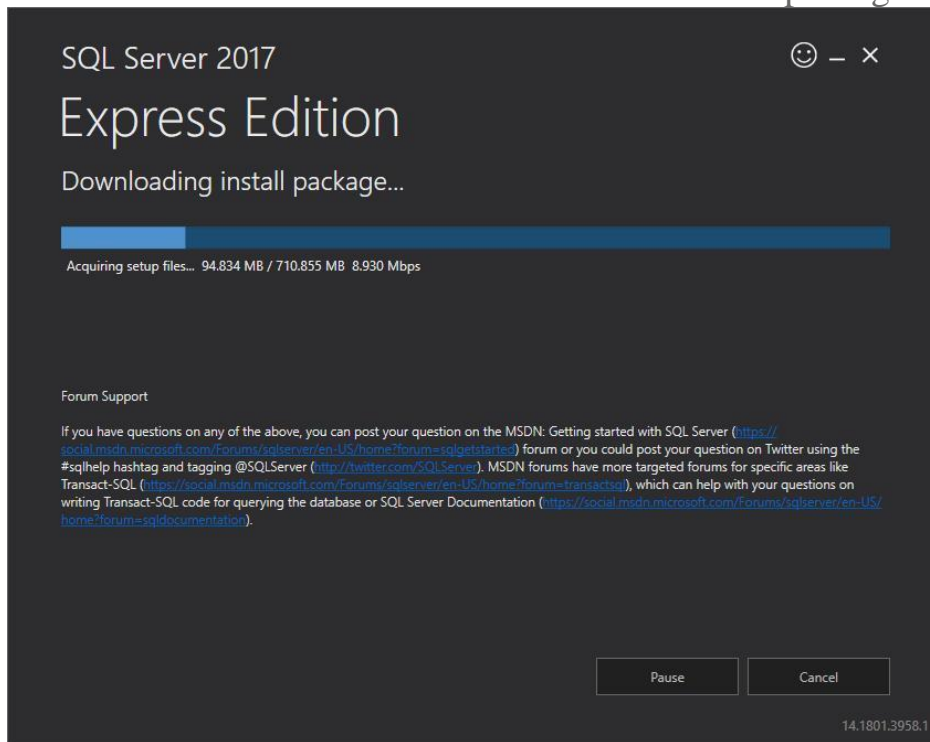 SQL Server 2017
Express Edition
Downloading install package...
Acquiring setup files... 94.834 MB / 710.855 MB 8.930 Mbps
Forum Support
If you have questions on any of the above, you can post your question on the MSDN: Getting started with SQL Server (https://
social.msdn.microsoft.com/Forums/sqlserver/en-US/home?forum=sqlgetstarted) forum or you could post your question on Twitter using the
#sqlhelp hashtag and tagging @SQLServer (http://twitter.com/SQLServer). MSDN forums have more targeted forums for specific areas like
Transact-SQL (https://social.msdn.microsoft.com/Forums/sqlserver/en-US/home?forum=transactsql), which can help with your questions on
writing Transact-SQL code for querying the database or SQL Server Documentation (https://social.msdn.microsoft.com/Forums/sqlserver/en-US/
home?forum=sqldocumentation).
Pause Cancel
14.1801.3958.1